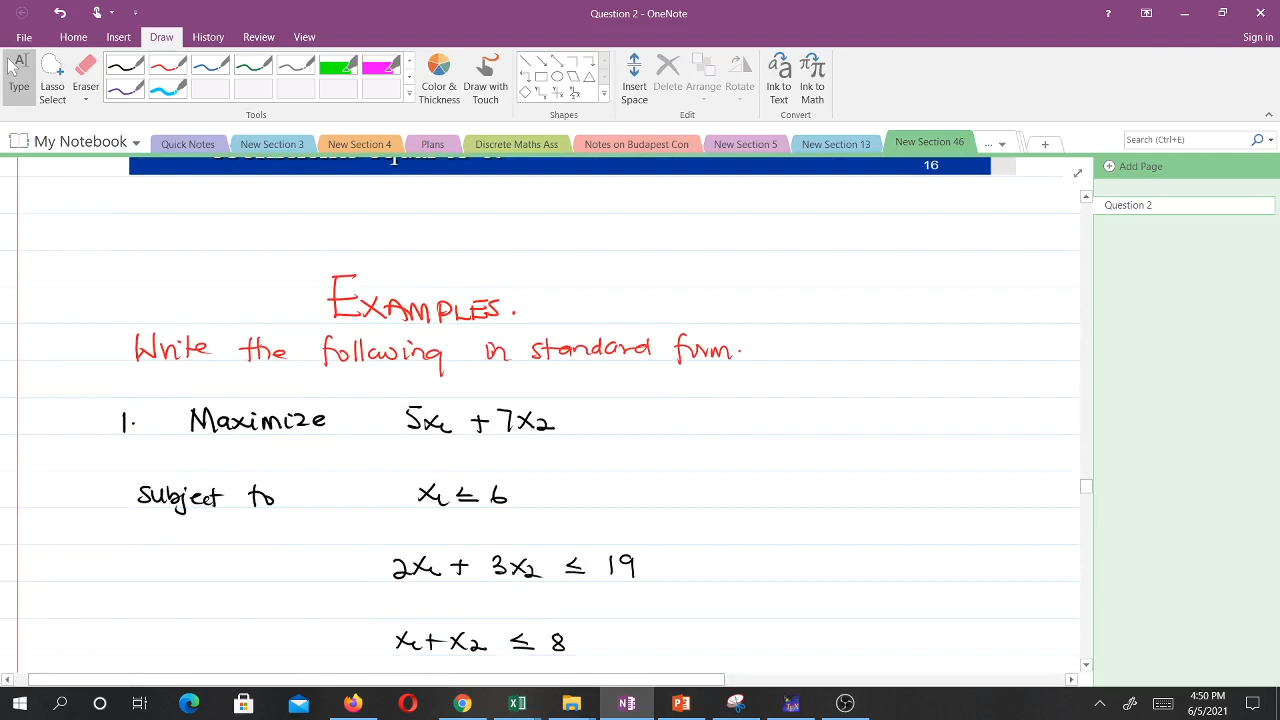 Question 2 - OneNote
Sign in
File Home Insert Draw History Review View
Type
Lasso Select
Eraser
Color & Thickness
Draw with Touch
Insert Space
Delete
Arrange
Rotate
Ink to Text
Ink to Math
Tools
Shapes
Edit
Convert
My Notebook
Quick Notes New Section 3 New Section 4 Plans Discrete Maths Ass Notes on Budapest Con New Section 5 New Section 13 New Section 46 ...
Search (Ctrl+E)
Add Page
Question 2
16
EXAMPLES.
Write the following in standard form.
1. Maximize 5x₁ + 7x₂
Subject to x₁ ≤ 6
2x₁ + 3x₂ ≤ 19
x₁ + x₂ ≤ 8
4:50 PM
6/5/2021